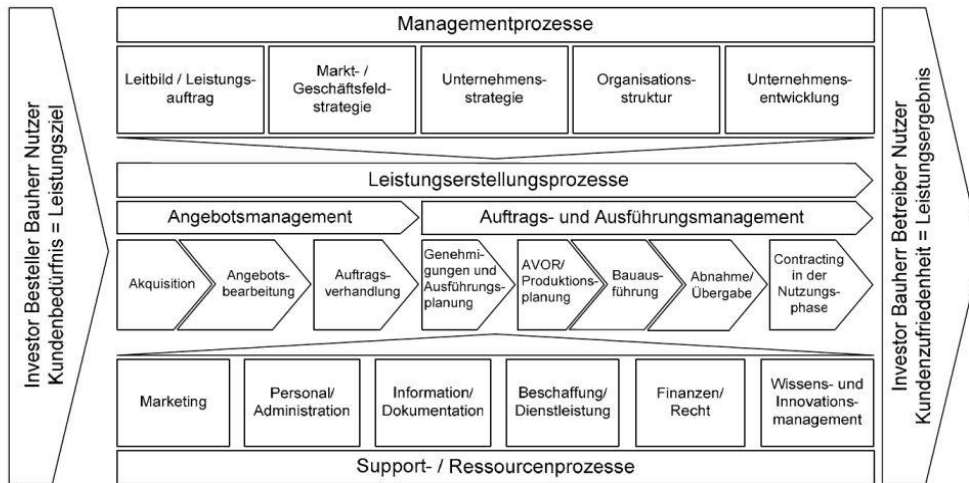 Investor Besteller Bauherr Nutzer
Kundenbedürfnis = Leistungsziel
Managementprozesse
Leitbild / Leistungs-
auftrag
Markt- /
Geschäftsfeld-
strategie
Unternehmens-
strategie
Organisations-
struktur
Unternehmens-
entwicklung
Leistungserstellungsprozesse
Angebotsmanagement
Auftrags- und Ausführungsmanagement
Akquisition
Angebots-
bearbeitung
Auftrags-
verhandlung
Genehmi-
gungen und
Ausführungs-
planung
AVOR/
Produktions-
planung
Bauaus-
führung
Abnahme/
Übergabe
Contracting
in der
Nutzungs-
phase
Marketing
Personal/
Administration
Information/
Dokumentation
Beschaffung/
Dienstleistung
Finanzen/
Recht
Wissens- und
Innovations-
management
Support- / Ressourcenprozesse
Investor Bauherr Betreiber Nutzer
Kundenzufriedenheit = Leistungsergebnis